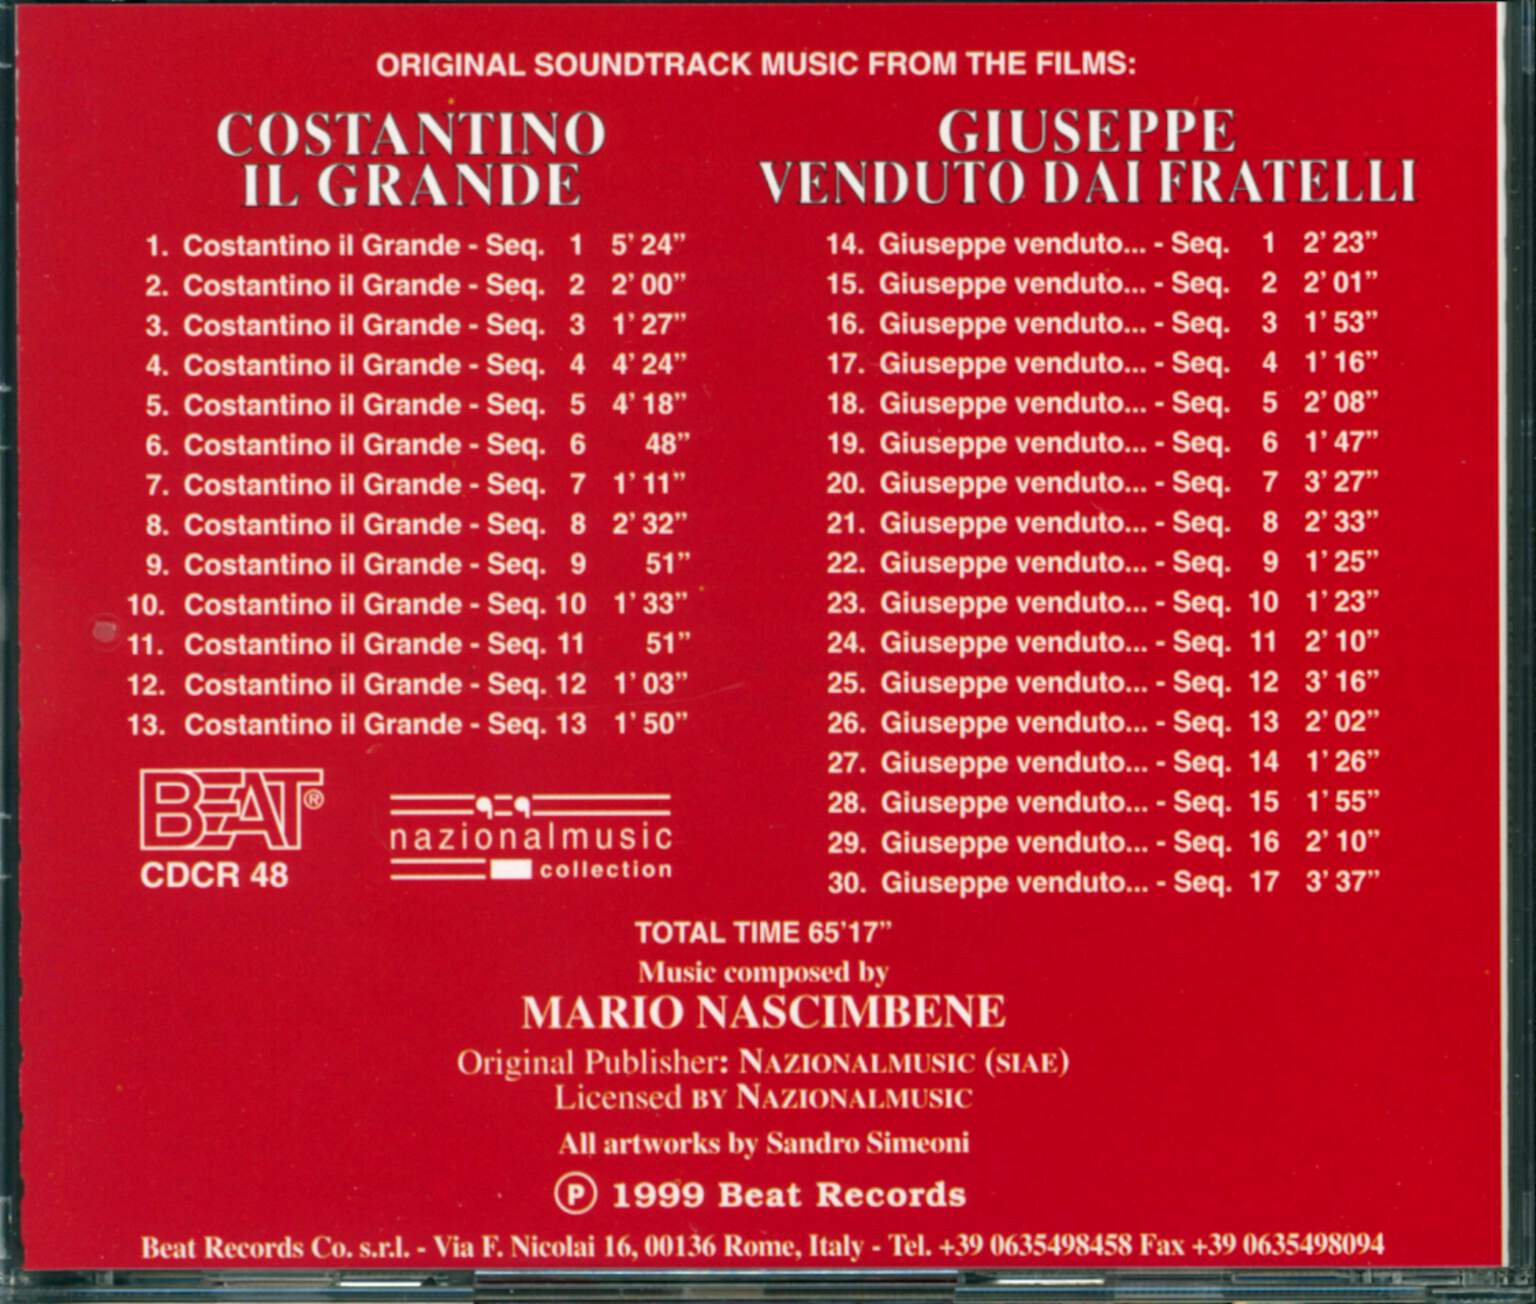 ORIGINAL SOUNDTRACK MUSIC FROM THE FILMS:
COSTANTINO
IL GRANDE
1. Costantino il Grande - Seq. 1 5' 24”
2. Costantino il Grande - Seq. 2 2' 00”
3. Costantino il Grande - Seq. 3 1' 27”
4. Costantino il Grande - Seq. 4 4' 24”
5. Costantino il Grande - Seq. 5 4' 18”
6. Costantino il Grande - Seq. 6 48”
7. Costantino il Grande - Seq. 7 1' 11”
8. Costantino il Grande - Seq. 8 2' 32”
9. Costantino il Grande - Seq. 9 51”
10. Costantino il Grande - Seq. 10 1' 33”
11. Costantino il Grande - Seq. 11 51”
12. Costantino il Grande - Seq. 12 1' 03”
13. Costantino il Grande - Seq. 13 1' 50”
BEAT®
CDCR 48
nazionalmusic
collection
GIUSEPPE
VENDUTO DAI FRATELLI
14. Giuseppe venduto... - Seq. 1 2' 23”
15. Giuseppe venduto... - Seq. 2 2' 01”
16. Giuseppe venduto... - Seq. 3 1' 53”
17. Giuseppe venduto... - Seq. 4 1' 16”
18. Giuseppe venduto... - Seq. 5 2' 08”
19. Giuseppe venduto... - Seq. 6 1' 47”
20. Giuseppe venduto... - Seq. 7 3' 27”
21. Giuseppe venduto... - Seq. 8 2' 33”
22. Giuseppe venduto... - Seq. 9 1' 25”
23. Giuseppe venduto... - Seq. 10 1' 23”
24. Giuseppe venduto... - Seq. 11 2' 10”
25. Giuseppe venduto... - Seq. 12 3' 16”
26. Giuseppe venduto... - Seq. 13 2' 02”
27. Giuseppe venduto... - Seq. 14 1' 26”
28. Giuseppe venduto... - Seq. 15 1' 55”
29. Giuseppe venduto... - Seq. 16 2' 10”
30. Giuseppe venduto... - Seq. 17 3' 37”
TOTAL TIME 65'17”
Music composed by
MARIO NASCIMBENE
Original Publisher: NAZIONALMUSIC (SIAE)
Licensed BY NAZIONALMUSIC
All artworks by Sandro Simeoni
Ⓟ 1999 Beat Records
Beat Records Co. s.r.l. - Via F. Nicolai 16, 00136 Rome, Italy - Tel. +39 0635498458 Fax +39 0635498094